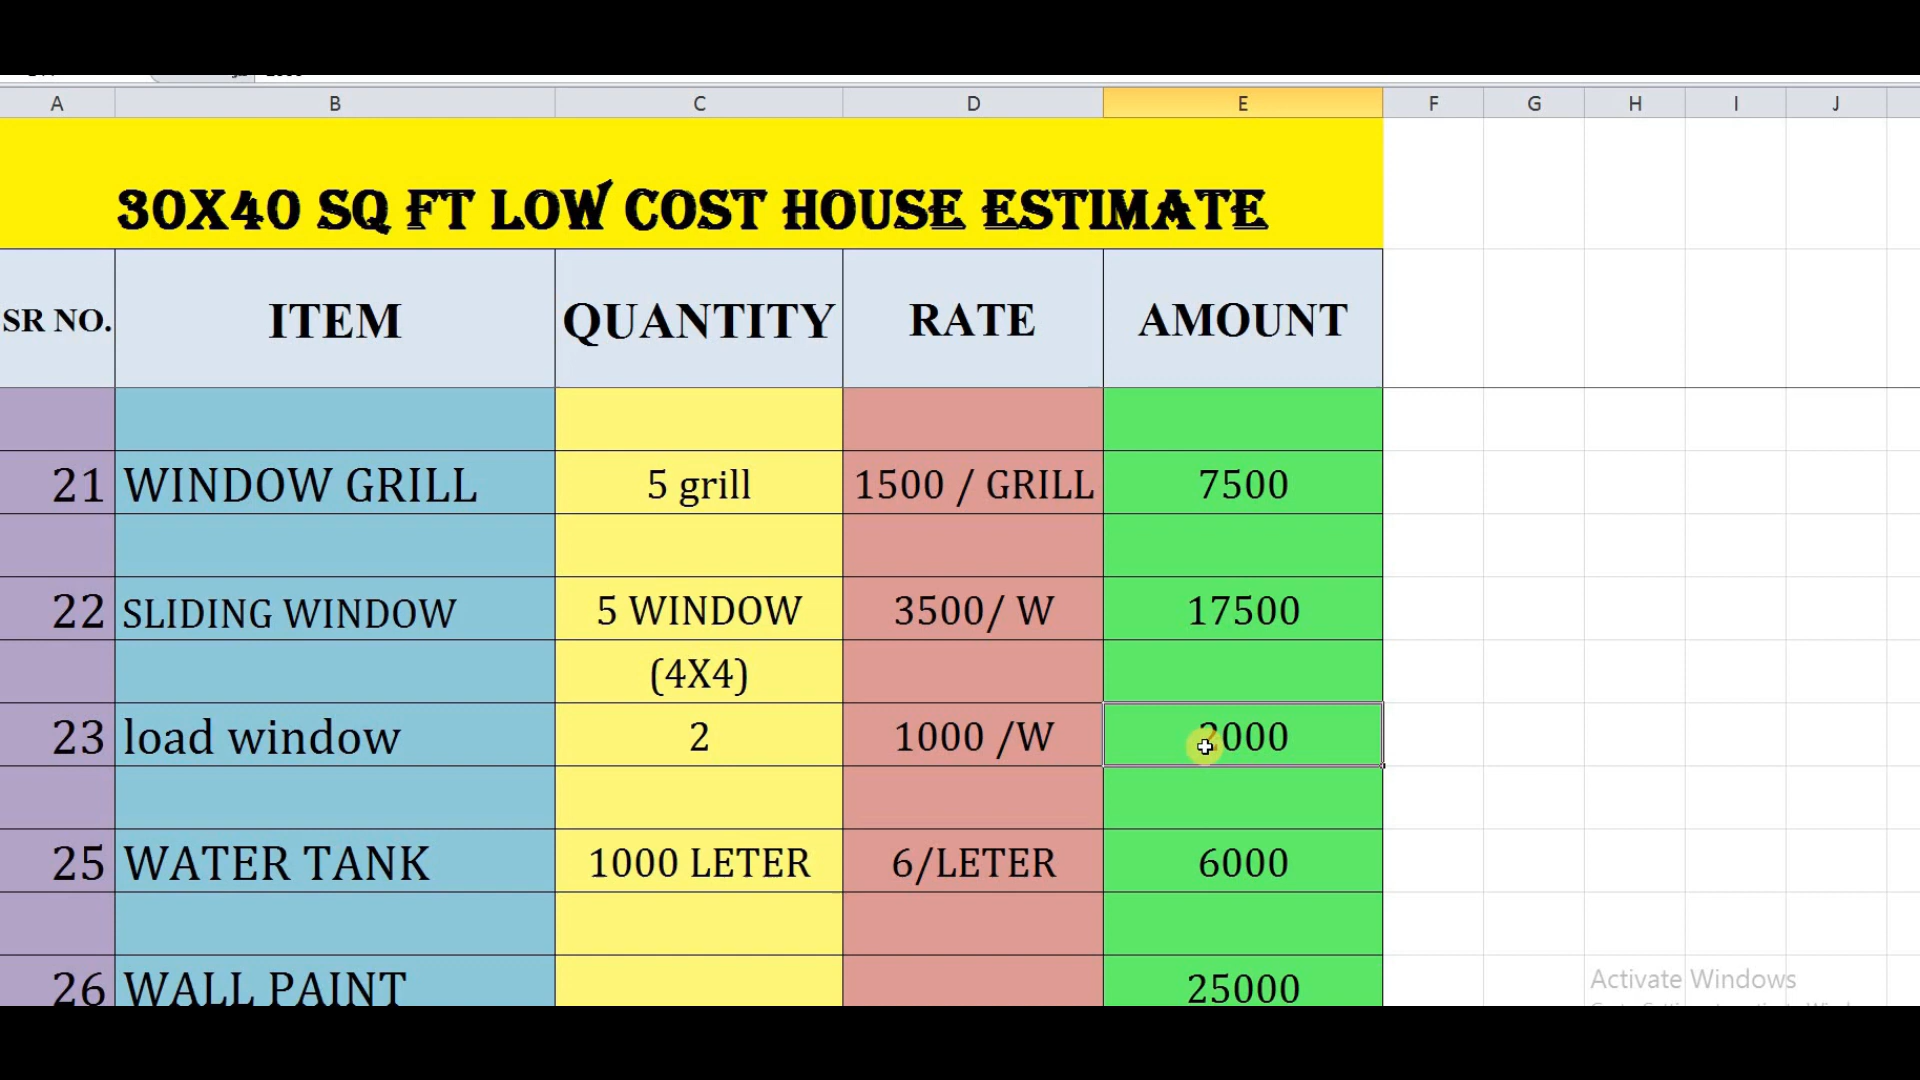 A B C D E F G H I J
30X40 SQ FT LOW COST HOUSE ESTIMATE
SR NO. ITEM QUANTITY RATE AMOUNT
21 WINDOW GRILL 5 grill 1500 / GRILL 7500
22 SLIDING WINDOW 5 WINDOW 3500/ W 17500
(4X4)
23 load window 2 1000 /W 2000
25 WATER TANK 1000 LETER 6/LETER 6000
26 WALL PAINT 25000
Activate Windows